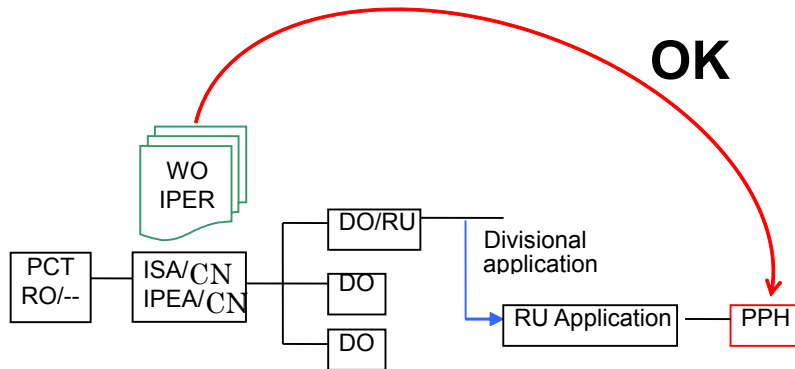 OK
WO
IPER
PCT
RO/--
ISA/CN
IPEA/CN
DO/RU
DO
DO
Divisional
application
RU Application
PPH